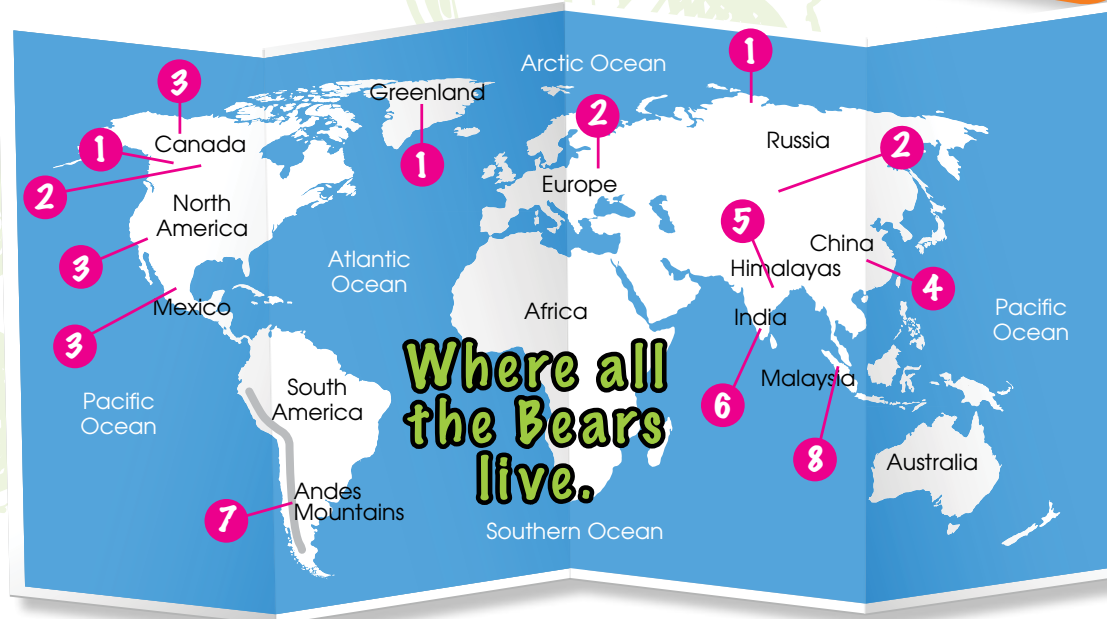 Arctic Ocean
1
3
Greenland
2
Canada
Russia
1
1
2
2
Europe
North
America
5
China
3
Himalayas
Atlantic
Ocean
4
Mexico
Africa
India
Pacific
Ocean
3
Where all
the Bears
live.
South
America
Malaysia
6
Pacific
Ocean
8
Australia
Andes
Mountains
7
Southern Ocean